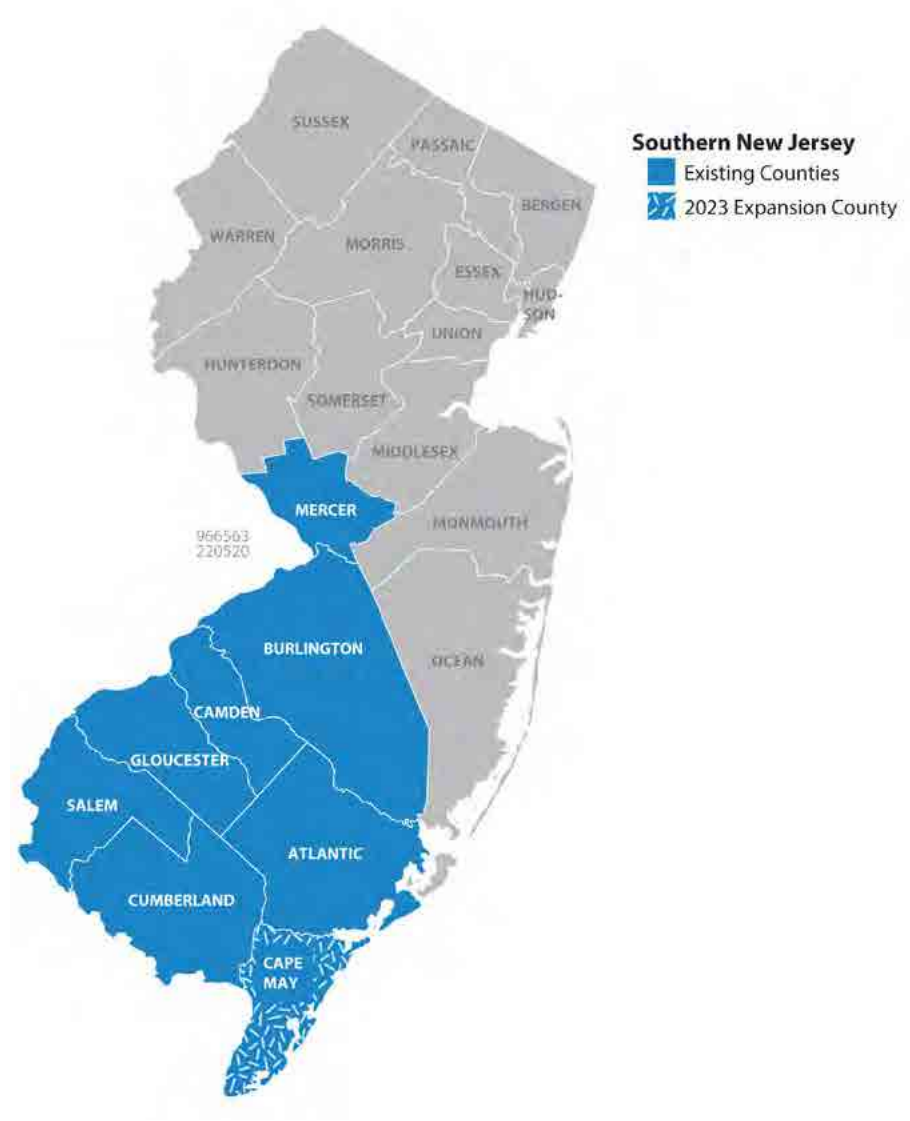 SUSSEX
PASSAIC
BERGEN
WARREN
MORRIS
ESSEX
HUD-
SON
UNION
HUNTERDON
SOMERSET
MIDDLESEX
MERCER
MONMOUTH
966563
220520
BURLINGTON
OCEAN
CAMDEN
GLOUCESTER
SALEM
ATLANTIC
CUMBERLAND
CAPE
MAY
Southern New Jersey
Existing Counties
2023 Expansion County